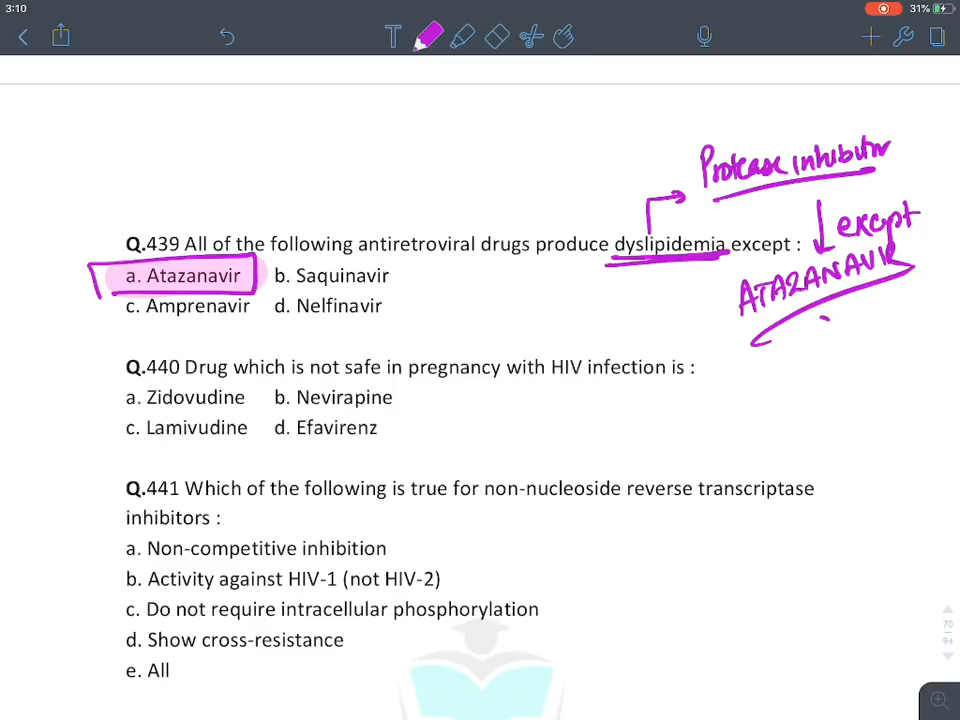 3:10
31%
T
Protease inhibitor
except
ATAZANAVIR
Q.439 All of the following antiretroviral drugs produce dyslipidemia except :
a. Atazanavir b. Saquinavir
c. Amprenavir d. Nelfinavir
Q.440 Drug which is not safe in pregnancy with HIV infection is :
a. Zidovudine b. Nevirapine
c. Lamivudine d. Efavirenz
Q.441 Which of the following is true for non-nucleoside reverse transcriptase
inhibitors :
a. Non-competitive inhibition
b. Activity against HIV-1 (not HIV-2)
c. Do not require intracellular phosphorylation
d. Show cross-resistance
e. All
70
94